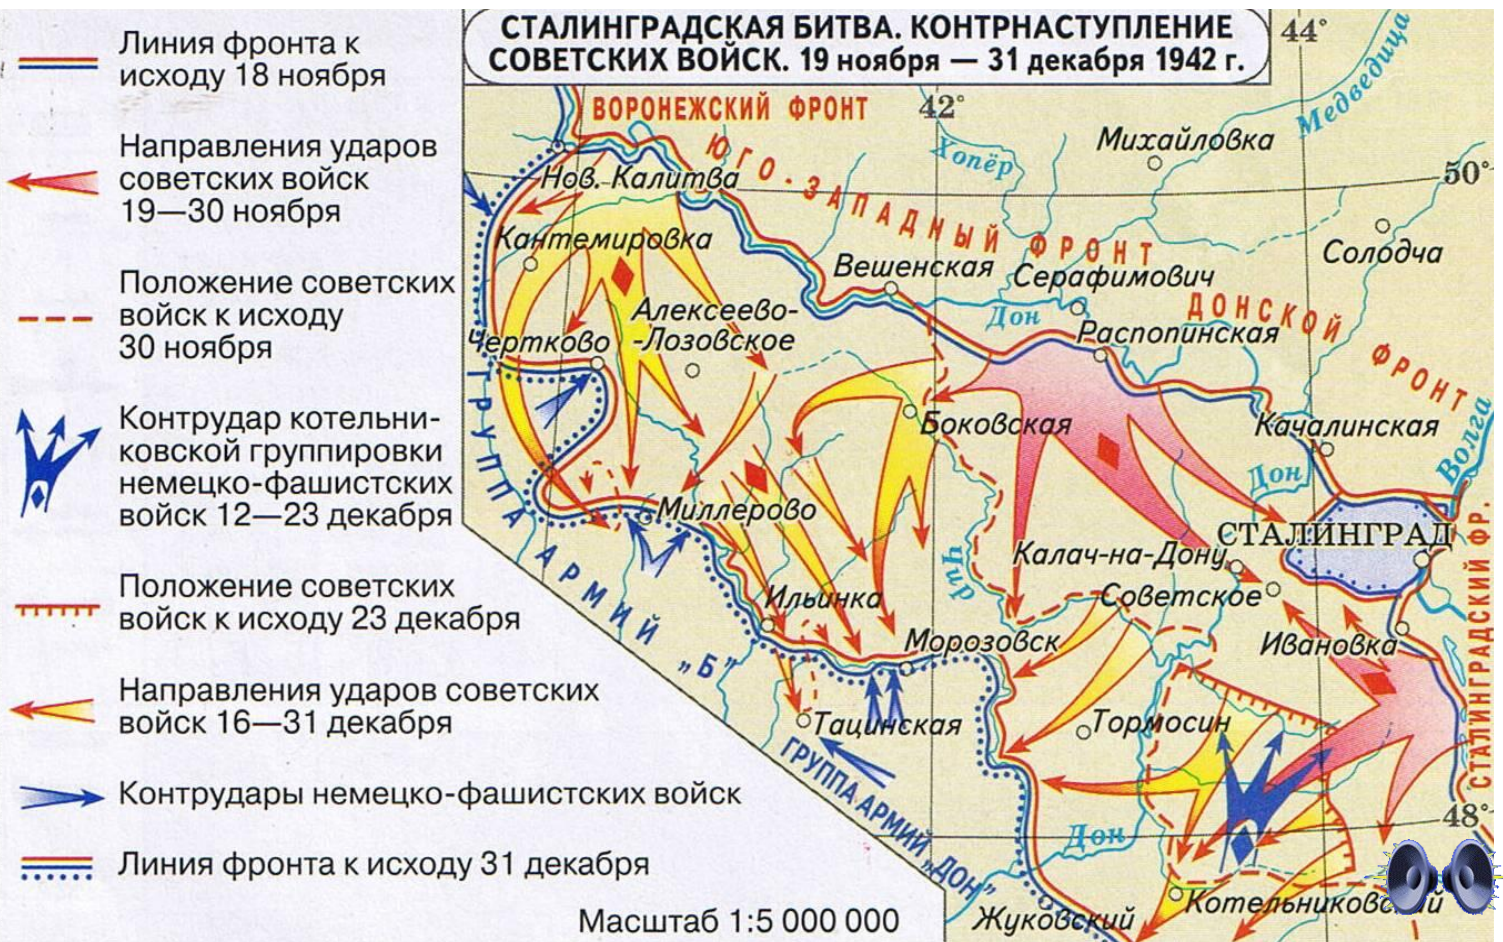 СТАЛИНГРАДСКАЯ БИТВА. КОНТРНАСТУПЛЕНИЕ
СОВЕТСКИХ ВОЙСК. 19 ноября — 31 декабря 1942 г.
Линия фронта к
исходу 18 ноября
Направления ударов
советских войск
19—30 ноября
Положение советских
войск к исходу
30 ноября
Контрудар котельни-
ковской группировки
немецко-фашистских
войск 12—23 декабря
Положение советских
войск к исходу 23 декабря
Направления ударов советских
войск 16—31 декабря
Контрудары немецко-фашистских войск
Линия фронта к исходу 31 декабря
Масштаб 1:5 000 000
44°
42°
50°
48°
ВОРОНЕЖСКИЙ ФРОНТ
ЮГО-ЗАПАДНЫЙ ФРОНТ
ДОНСКОЙ ФРОНТ
СТАЛИНГРАДСКИЙ ФР.
Медведица
Хопёр
Михайловка
Солодча
Нов. Калитва
Кантемировка
Вешенская
Серафимович
Дон
Распопинская
Алексеево-
-Лозовское
Чертково
Боковская
Качалинская
Волга
Дон
Миллерово
СТАЛИНГРАД
Калач-на-Дону
Чир
Советское
Ильинка
Морозовск
Ивановка
Тацинская
Тормосин
Дон
Котельниковский
Жуковский
ГРУППА АРМИЙ „Б"
ГРУППА АРМИЙ „ДОН"